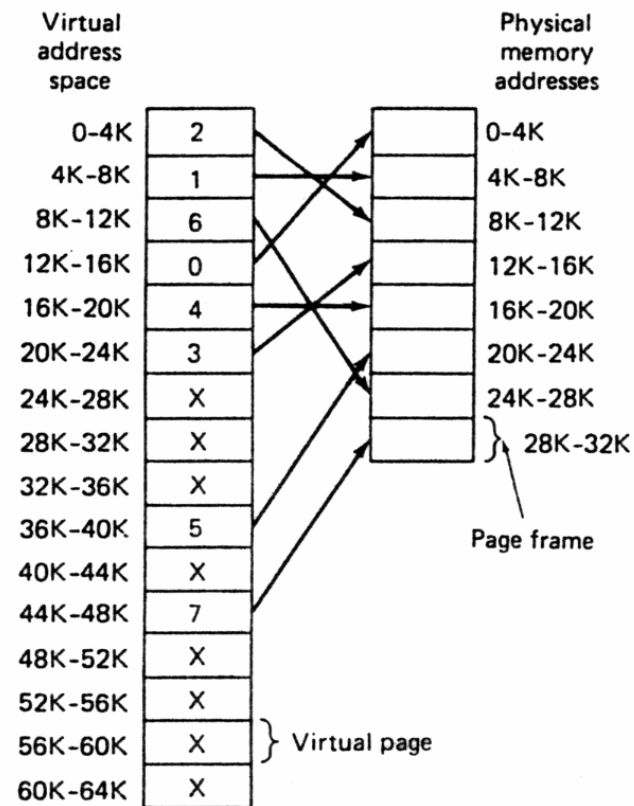 Virtual
address
space
Physical
memory
addresses
0-4K 2 0-4K
4K-8K 1 4K-8K
8K-12K 6 8K-12K
12K-16K 0 12K-16K
16K-20K 4 16K-20K
20K-24K 3 20K-24K
24K-28K X 24K-28K
28K-32K X 28K-32K
32K-36K X
36K-40K 5
Page frame
40K-44K X
44K-48K 7
48K-52K X
52K-56K X
56K-60K X Virtual page
60K-64K X